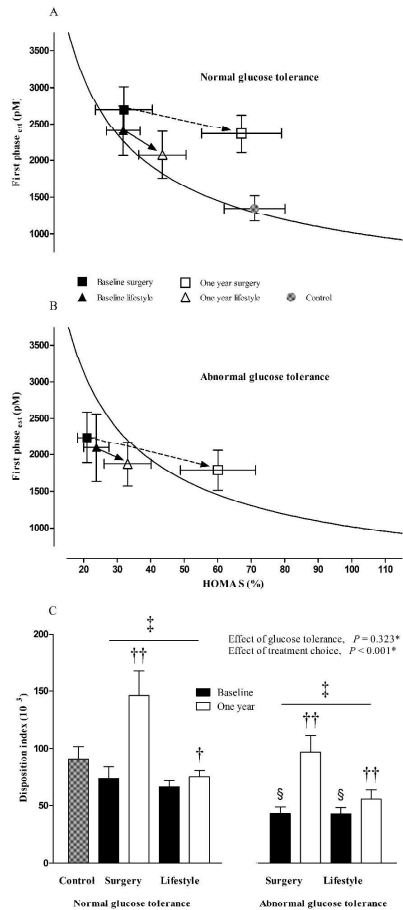 A
3500
3000
2500
2000
1500
1000
First phase est (pM)
Normal glucose tolerance
Baseline surgery
One year surgery
Baseline lifestyle
One year lifestyle
Control
B
3500
3000
2500
2000
1500
1000
First phase est (pM)
Abnormal glucose tolerance
20 30 40 50 60 70 80 90 100 110
HOMA S (%)
C
200
150
100
50
0
Disposition index (10 3)
‡
Effect of glucose tolerance, P = 0.323*
Effect of treatment choice, P < 0.001*
††
Baseline
One year
†
‡
††
§
§
††
Control Surgery Lifestyle
Surgery Lifestyle
Normal glucose tolerance
Abnormal glucose tolerance